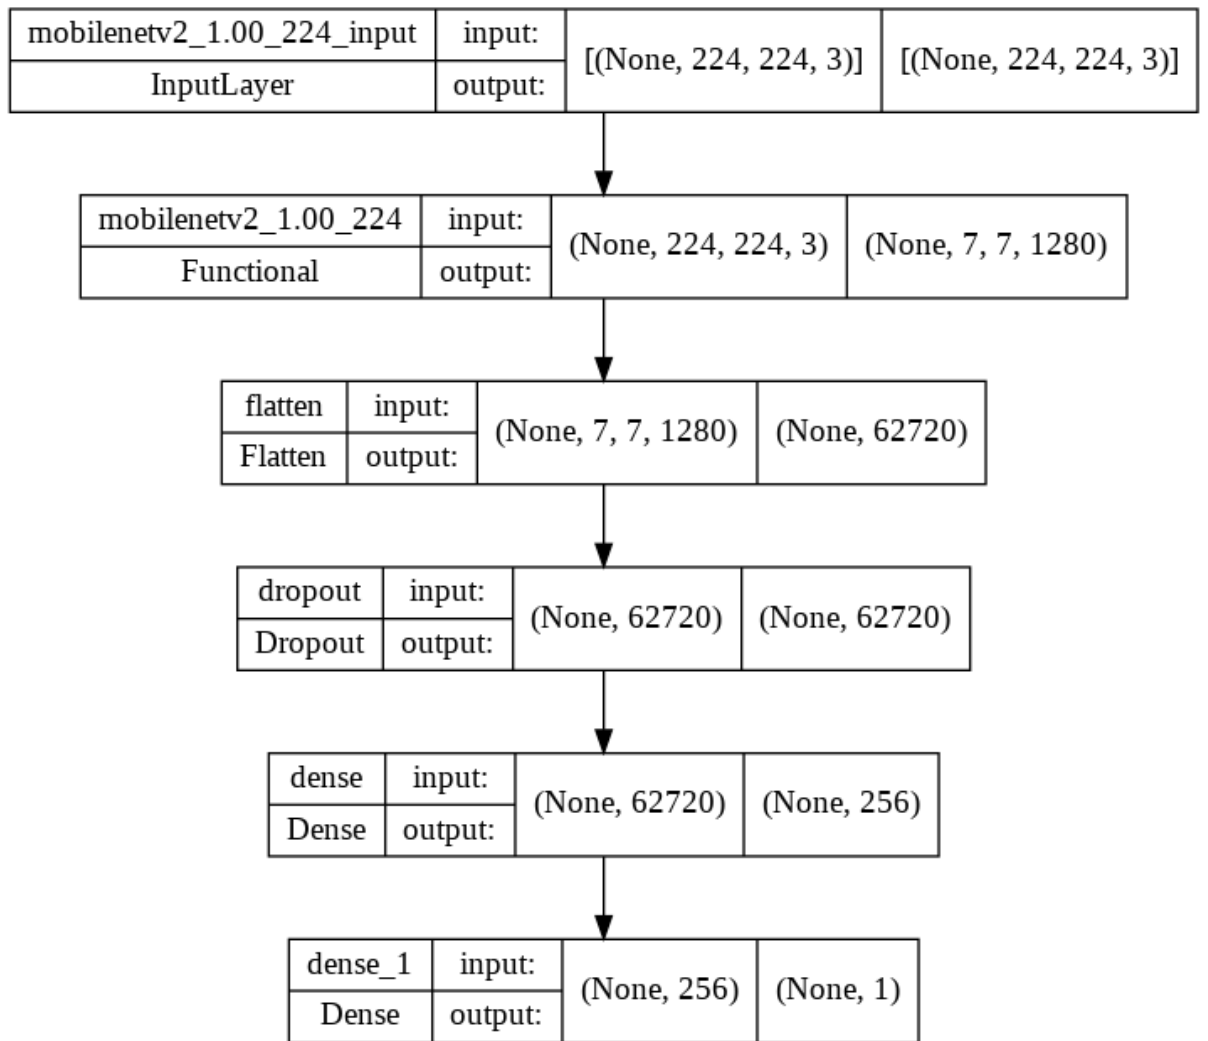 mobilenetv2_1.00_224_input input: [(None, 224, 224, 3)] [(None, 224, 224, 3)]
InputLayer output:
mobilenetv2_1.00_224 input: (None, 224, 224, 3) (None, 7, 7, 1280)
Functional output:
flatten input: (None, 7, 7, 1280) (None, 62720)
Flatten output:
dropout input: (None, 62720) (None, 62720)
Dropout output:
dense input: (None, 62720) (None, 256)
Dense output:
dense_1 input: (None, 256) (None, 1)
Dense output: